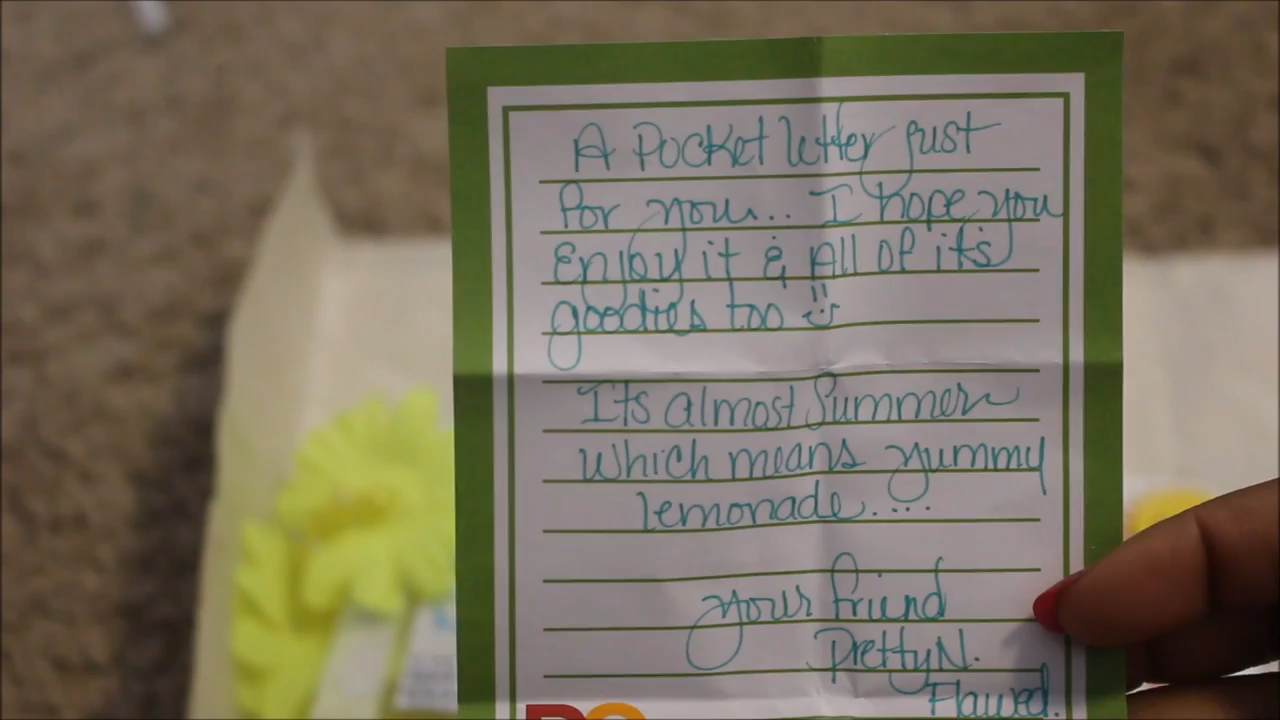 A Pocket letter just
For you... I hope you
Enjoy it & All of its
goodies too
Its almost Summer
Which means yummy
lemonade....
your friend
PrettyN.
Flawed.